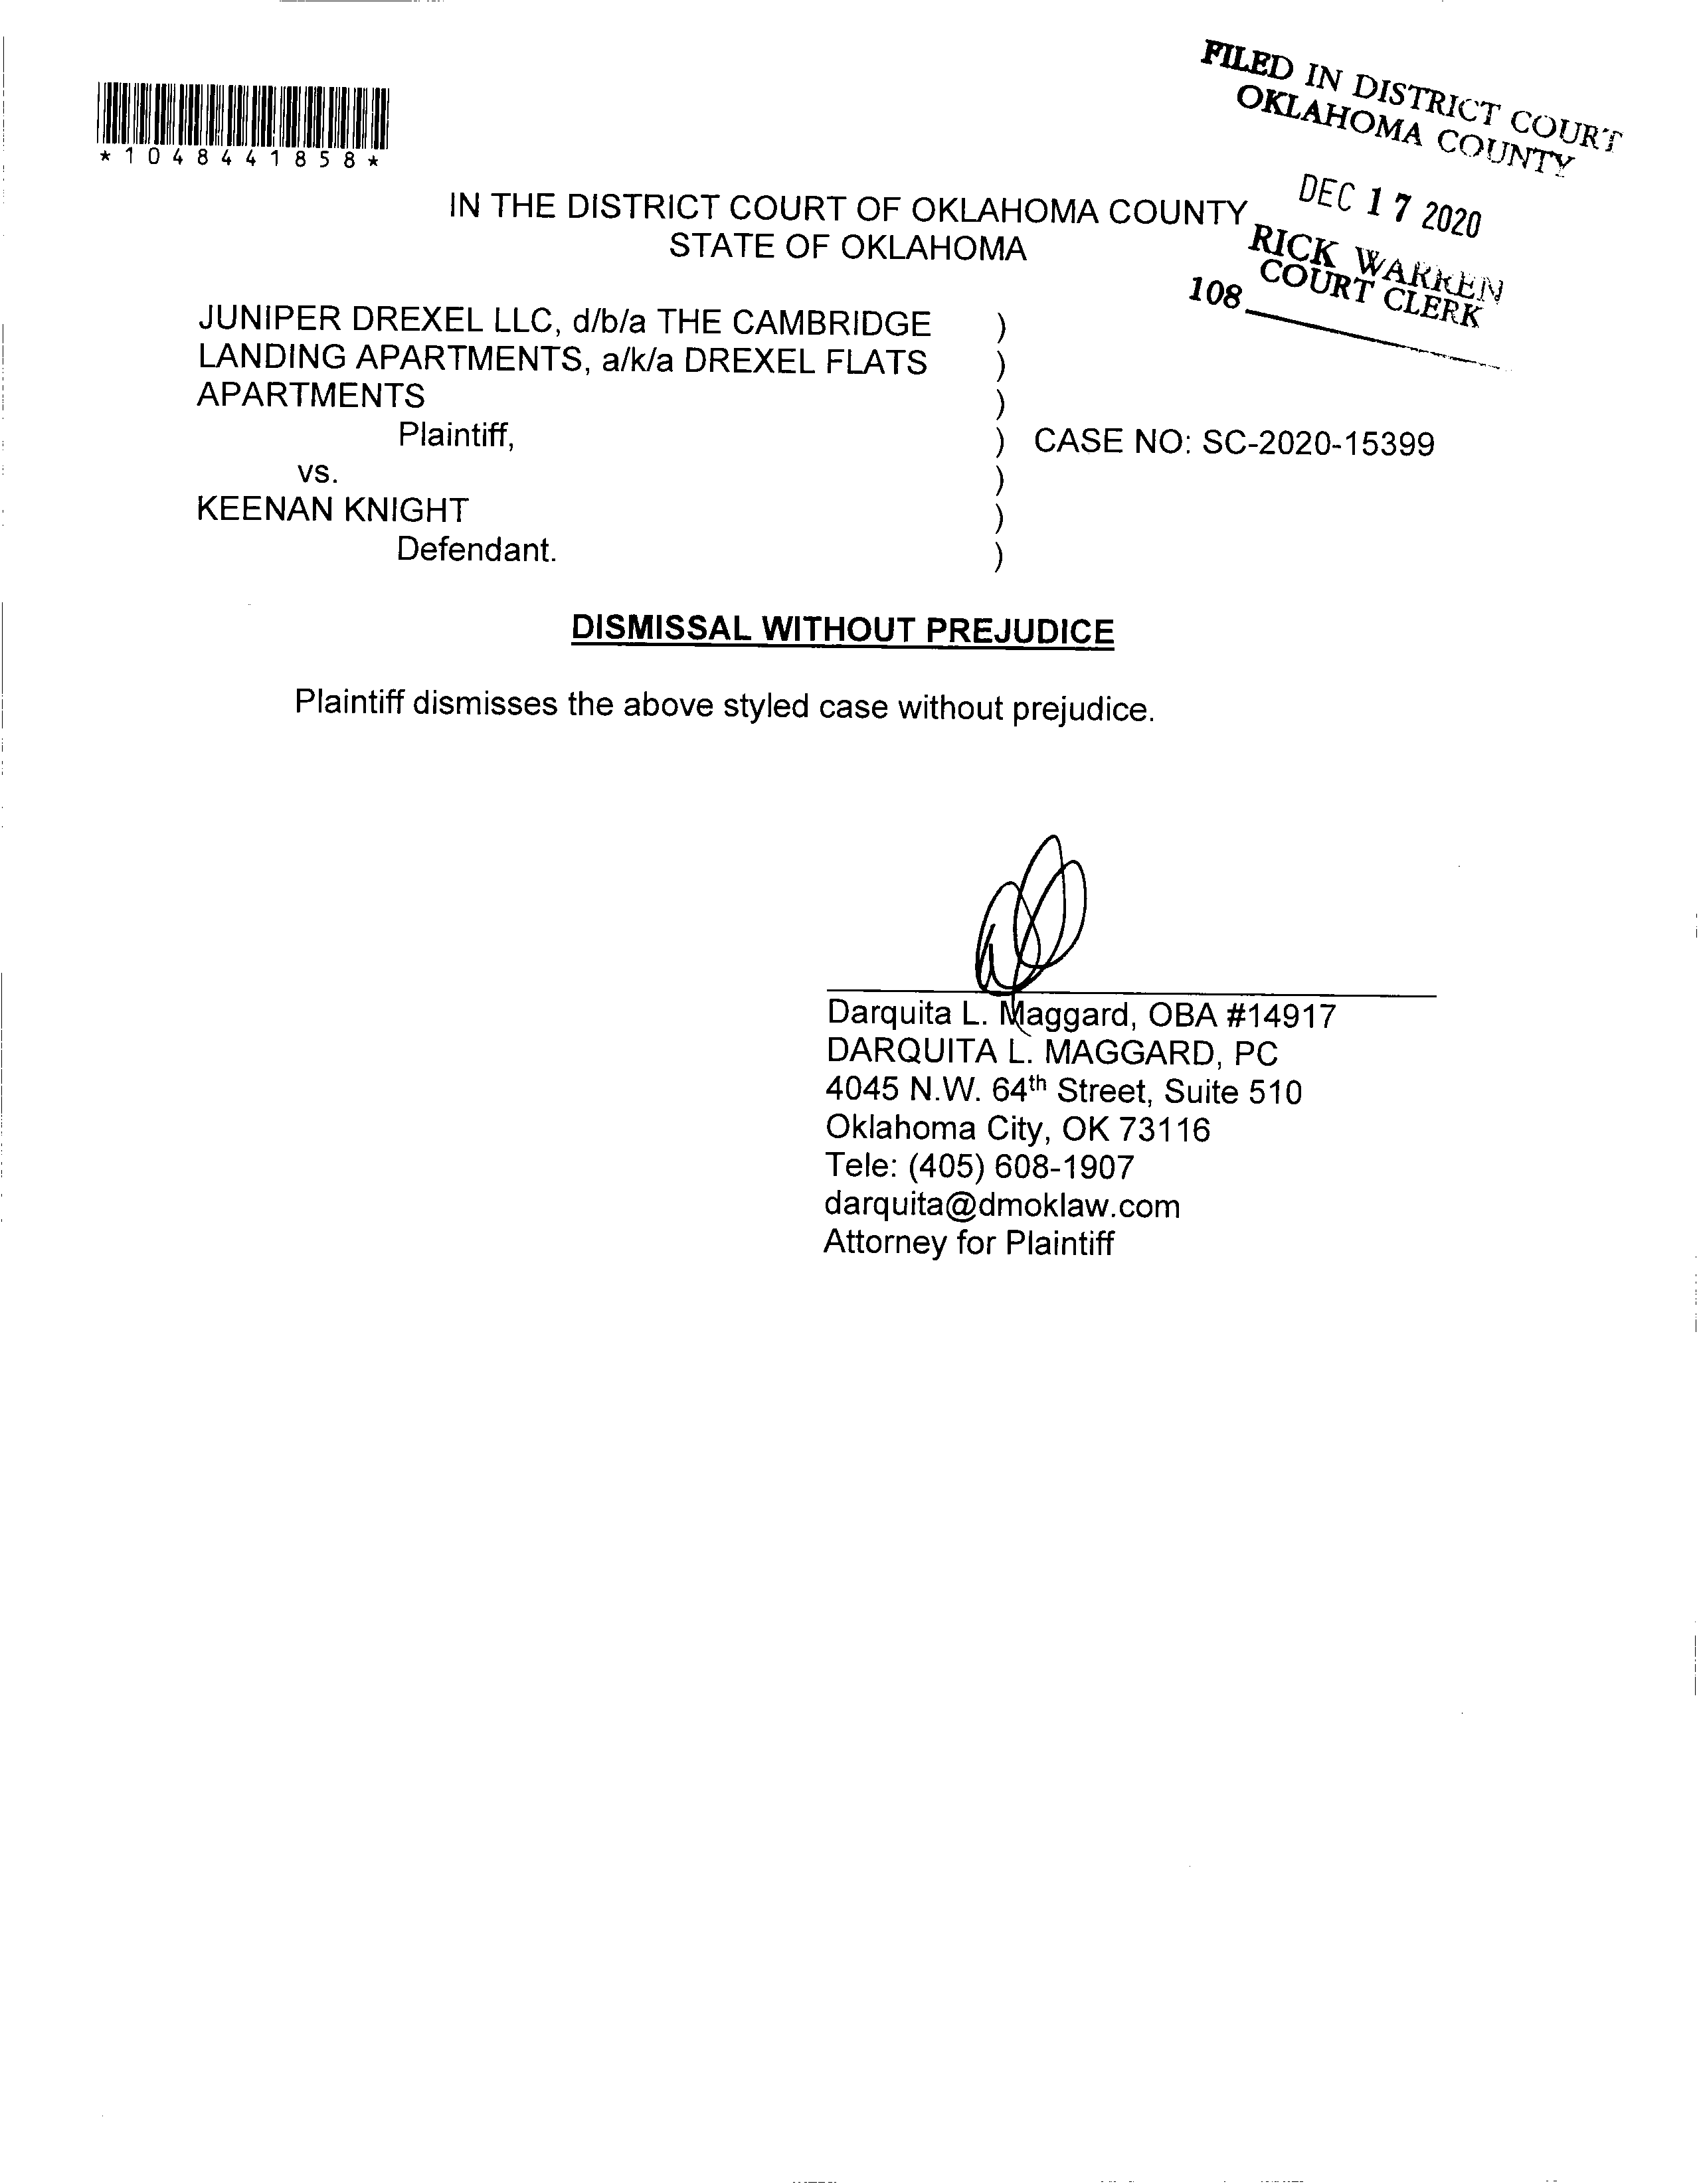 FILED IN DISTRICT COURT
OKLAHOMA COUNTY
*1048441858*
DEC 17 2020
IN THE DISTRICT COURT OF OKLAHOMA COUNTY
STATE OF OKLAHOMA
RICK WARREN
COURT CLERK
108
JUNIPER DREXEL LLC, d/b/a THE CAMBRIDGE )
LANDING APARTMENTS, a/k/a DREXEL FLATS )
APARTMENTS )
Plaintiff, ) CASE NO: SC-2020-15399
vs. )
KEENAN KNIGHT )
Defendant. )
DISMISSAL WITHOUT PREJUDICE
Plaintiff dismisses the above styled case without prejudice.
Darquita L. Maggard, OBA #14917
DARQUITA L. MAGGARD, PC
4045 N.W. 64th Street, Suite 510
Oklahoma City, OK 73116
Tele: (405) 608-1907
darquita@dmoklaw.com
Attorney for Plaintiff